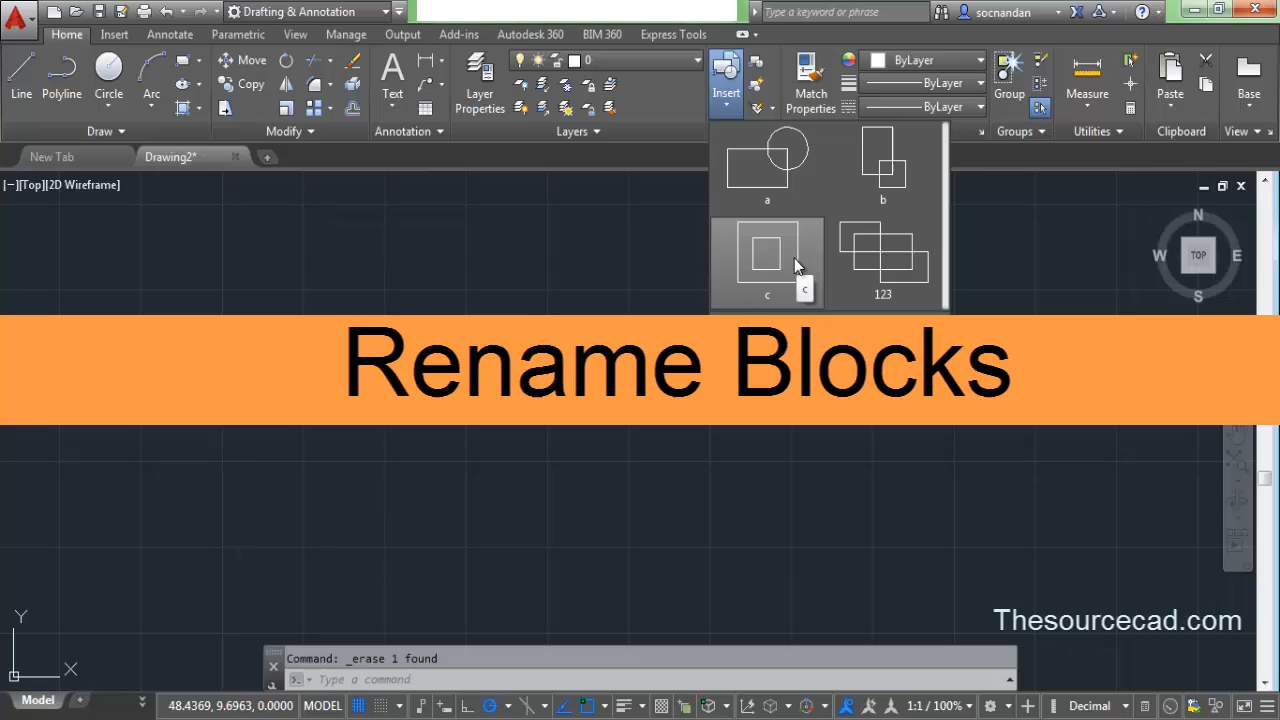 Drafting & Annotation
Type a keyword or phrase
socnandan
Home Insert Annotate Parametric View Manage Output Add-ins Autodesk 360 BIM 360 Express Tools
Line Polyline Circle Arc
Move
Copy
Text
Layer Properties
0
Insert
Match Properties
ByLayer
ByLayer
ByLayer
Group
Measure
Paste
Base
Draw Modify Annotation Layers Groups Utilities Clipboard View
New Tab Drawing2*
[−][Top][2D Wireframe]
a b
c 123
c
N
W TOP E
S
Rename Blocks
Thesourcecad.com
Y
X
Command: _erase 1 found
Type a command
Model 48.4369, 9.6963, 0.0000 MODEL 1:1 / 100% Decimal